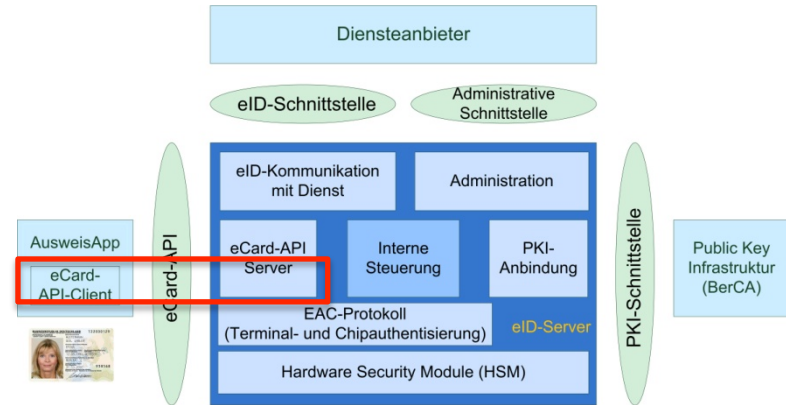 Diensteanbieter
eID-Schnittstelle
Administrative
Schnittstelle
eID-Kommunikation
mit Dienst
Administration
AusweisApp
eCard-
API-Client
eCard-API
eCard-API
Server
Interne
Steuerung
PKI-
Anbindung
PKI-Schnittstelle
Public Key
Infrastruktur
(BerCA)
EAC-Protokoll
(Terminal- und Chipauthentisierung)
eID-Server
Hardware Security Module (HSM)